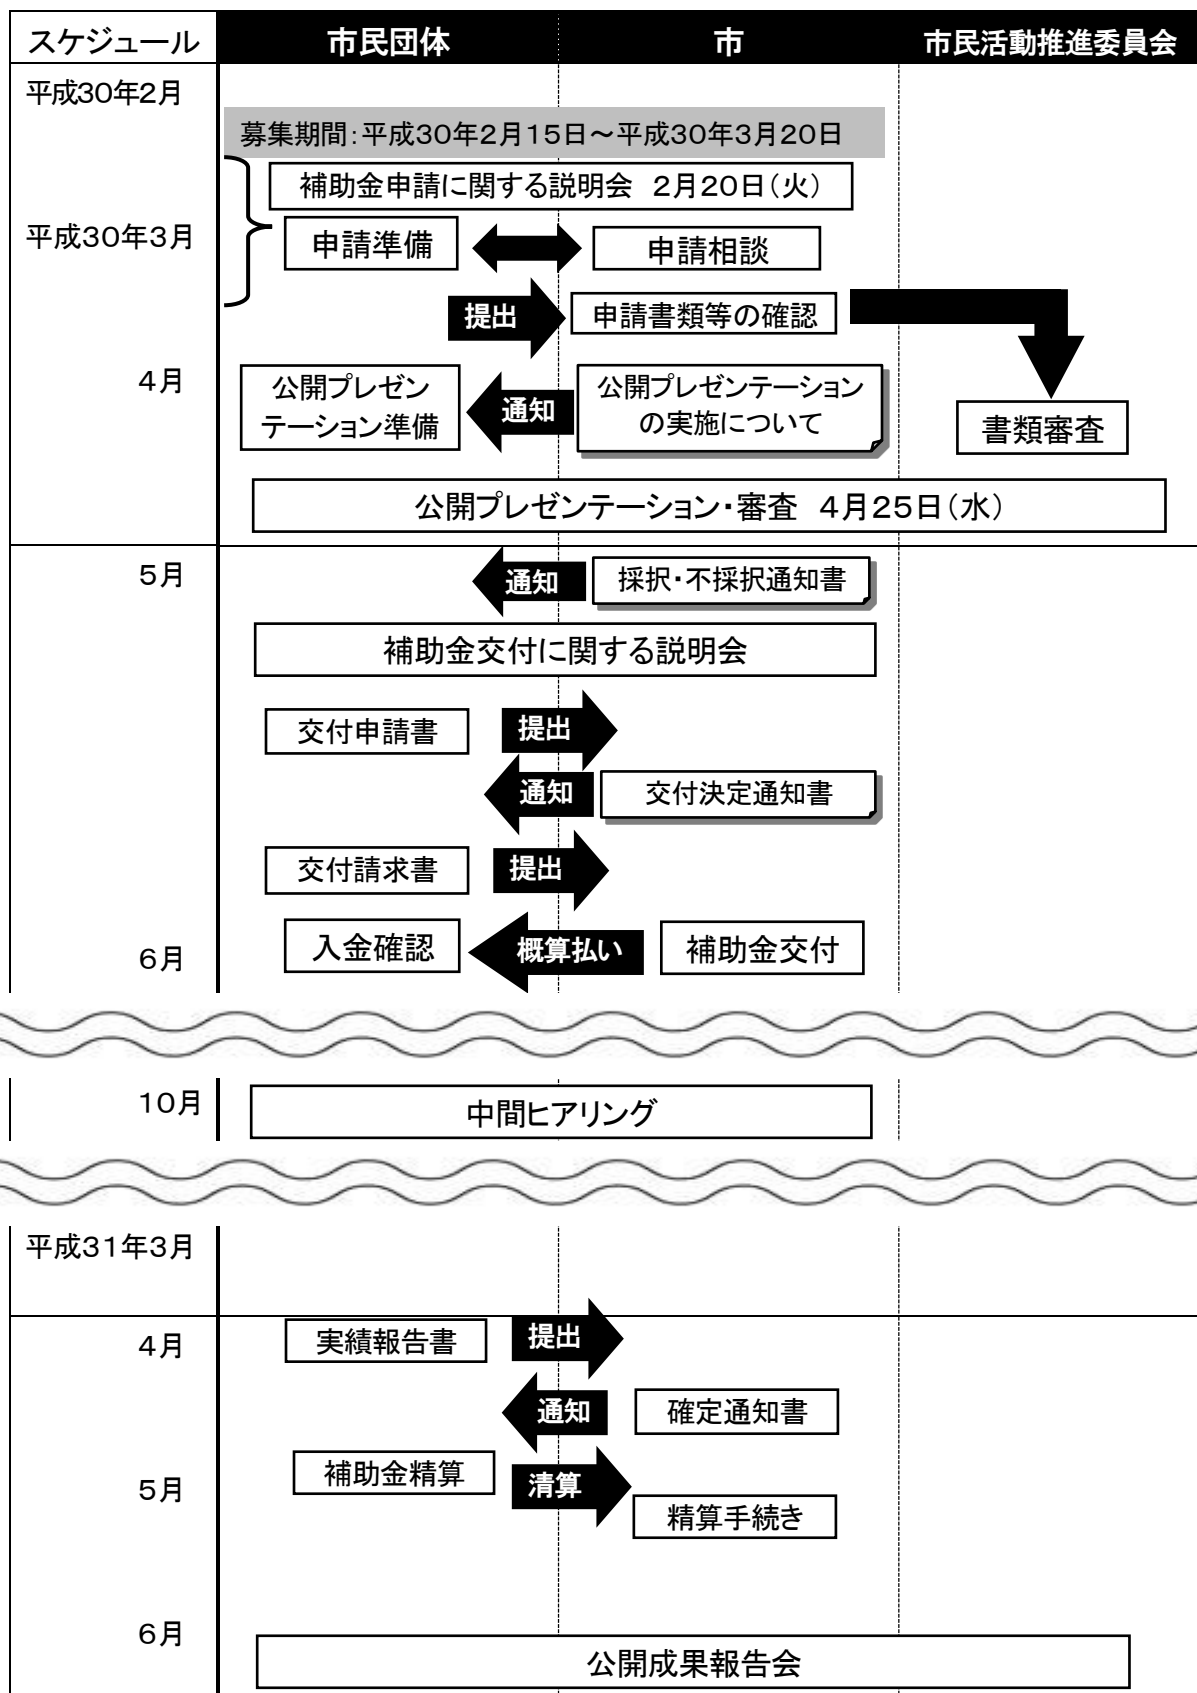 スケジュール 市民団体 市 市民活動推進委員会
平成30年2月
募集期間：平成30年2月15日～平成30年3月20日
補助金申請に関する説明会 2月20日（火）
平成30年3月 申請準備 申請相談
提出 申請書類等の確認
4月 公開プレゼン
テーション準備
通知
公開プレゼンテーション
の実施について
書類審査
公開プレゼンテーション・審査 4月25日（水）
5月 通知 採択・不採択通知書
補助金交付に関する説明会
交付申請書 提出
通知 交付決定通知書
交付請求書 提出
6月 入金確認 概算払い 補助金交付
10月 中間ヒアリング
平成31年3月
4月 実績報告書 提出
通知 確定通知書
5月 補助金精算 清算
精算手続き
6月
公開成果報告会